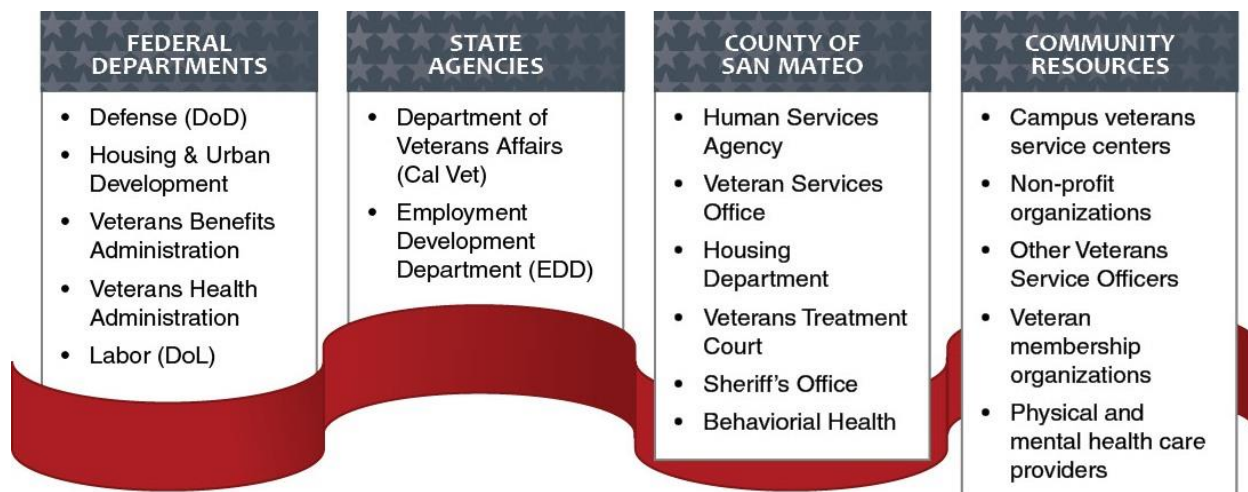 FEDERAL
DEPARTMENTS
• Defense (DoD)
• Housing & Urban
Development
• Veterans Benefits
Administration
• Veterans Health
Administration
• Labor (DoL)
STATE
AGENCIES
• Department of
Veterans Affairs
(Cal Vet)
• Employment
Development
Department (EDD)
COUNTY OF
SAN MATEO
• Human Services
Agency
• Veteran Services
Office
• Housing
Department
• Veterans Treatment
Court
• Sheriff’s Office
• Behaviorial Health
COMMUNITY
RESOURCES
• Campus veterans
service centers
• Non-profit
organizations
• Other Veterans
Service Officers
• Veteran
membership
organizations
• Physical and
mental health care
providers